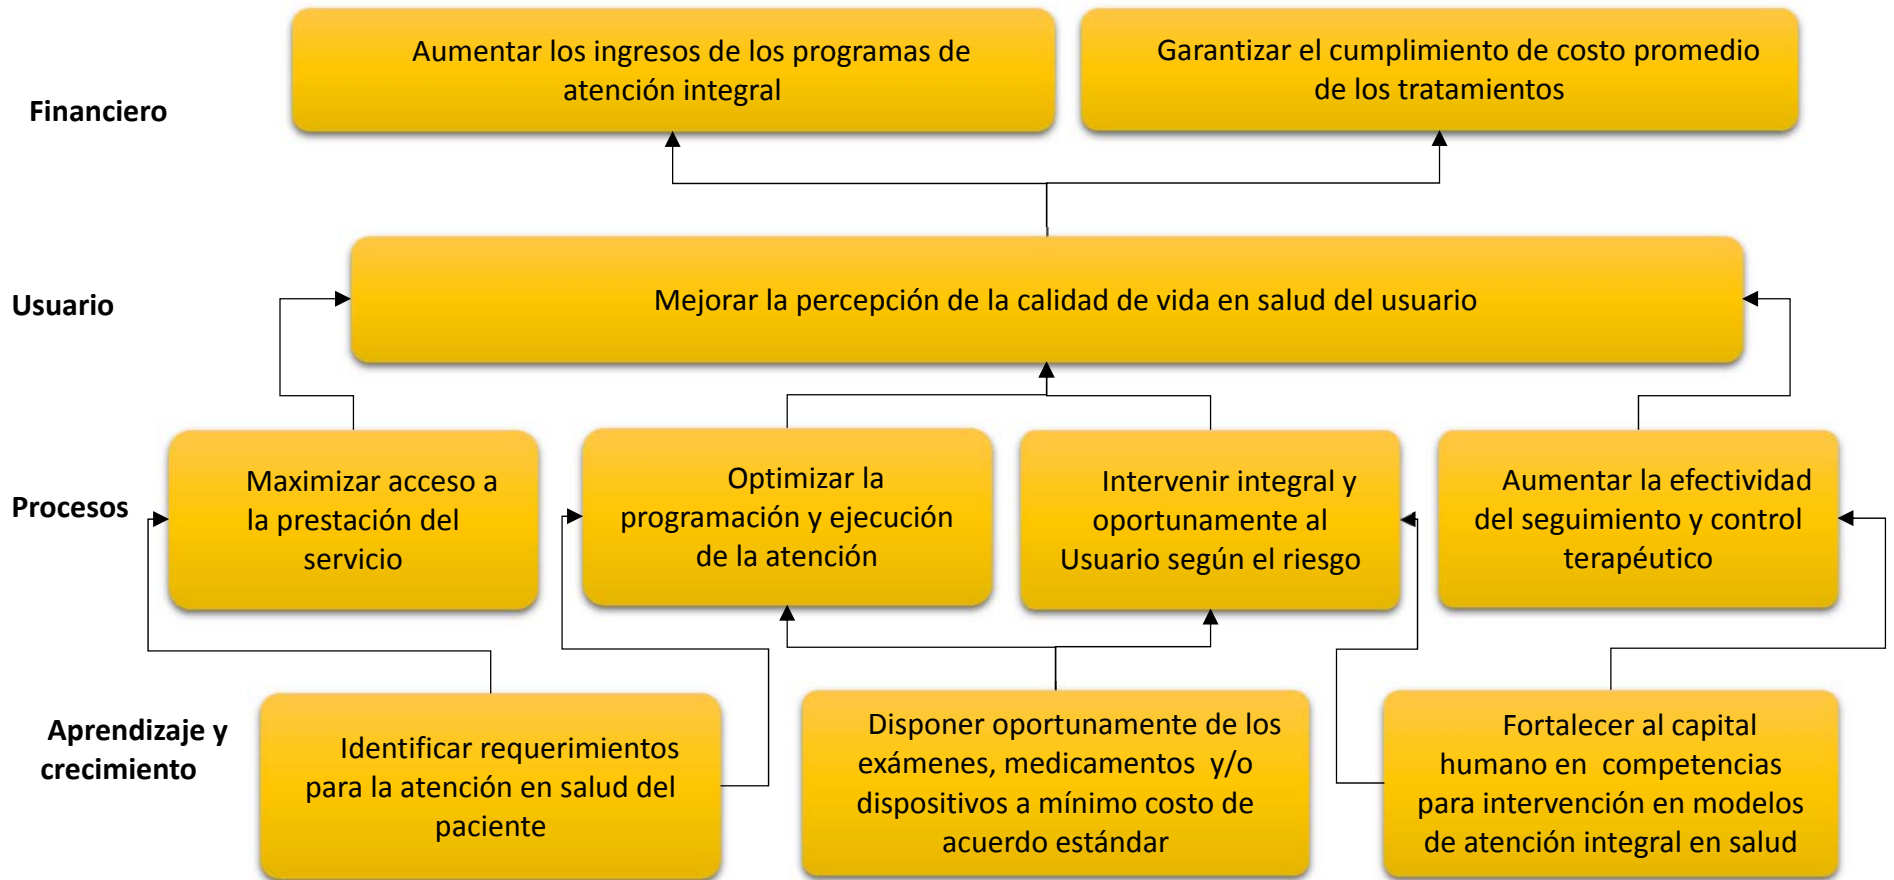 Financiero
Aumentar los ingresos de los programas de
atención integral
Garantizar el cumplimiento de costo promedio
de los tratamientos
Usuario
Mejorar la percepción de la calidad de vida en salud del usuario
Procesos
Maximizar acceso a
la prestación del
servicio
Optimizar la
programación y ejecución
de la atención
Intervenir integral y
oportunamente al
Usuario según el riesgo
Aumentar la efectividad
del seguimiento y control
terapéutico
Aprendizaje y
crecimiento
Identificar requerimientos
para la atención en salud del
paciente
Disponer oportunamente de los
exámenes, medicamentos y/o
dispositivos a mínimo costo de
acuerdo estándar
Fortalecer al capital
humano en competencias
para intervención en modelos
de atención integral en salud